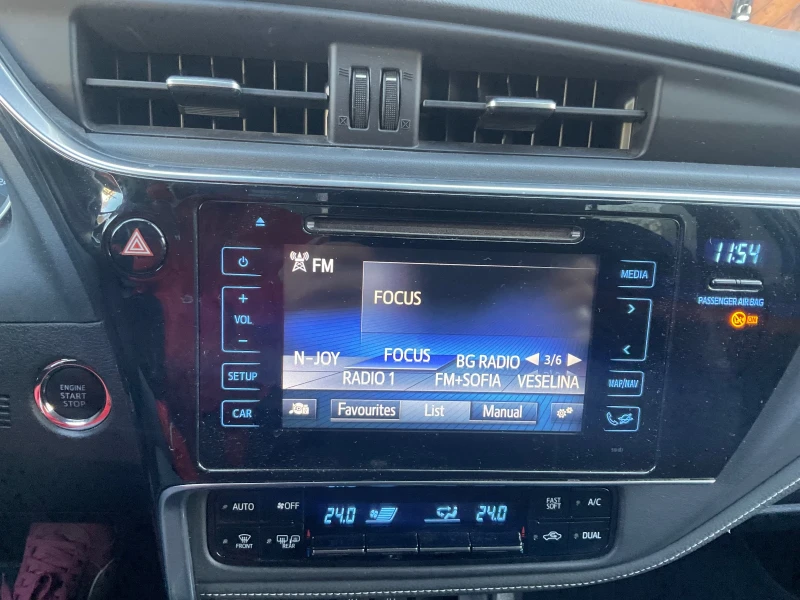 11:54
PASSENGER AIR BAG
FM
MEDIA
FOCUS
VOL
N-JOY FOCUS BG RADIO 3/6
RADIO 1 FM+SOFIA VESELINA
SETUP
MAP/NAV
CAR
Favourites List Manual
ENGINE
START
STOP
AUTO OFF
24.0 24.0
FAST
SOFT
A/C
FRONT REAR
DUAL